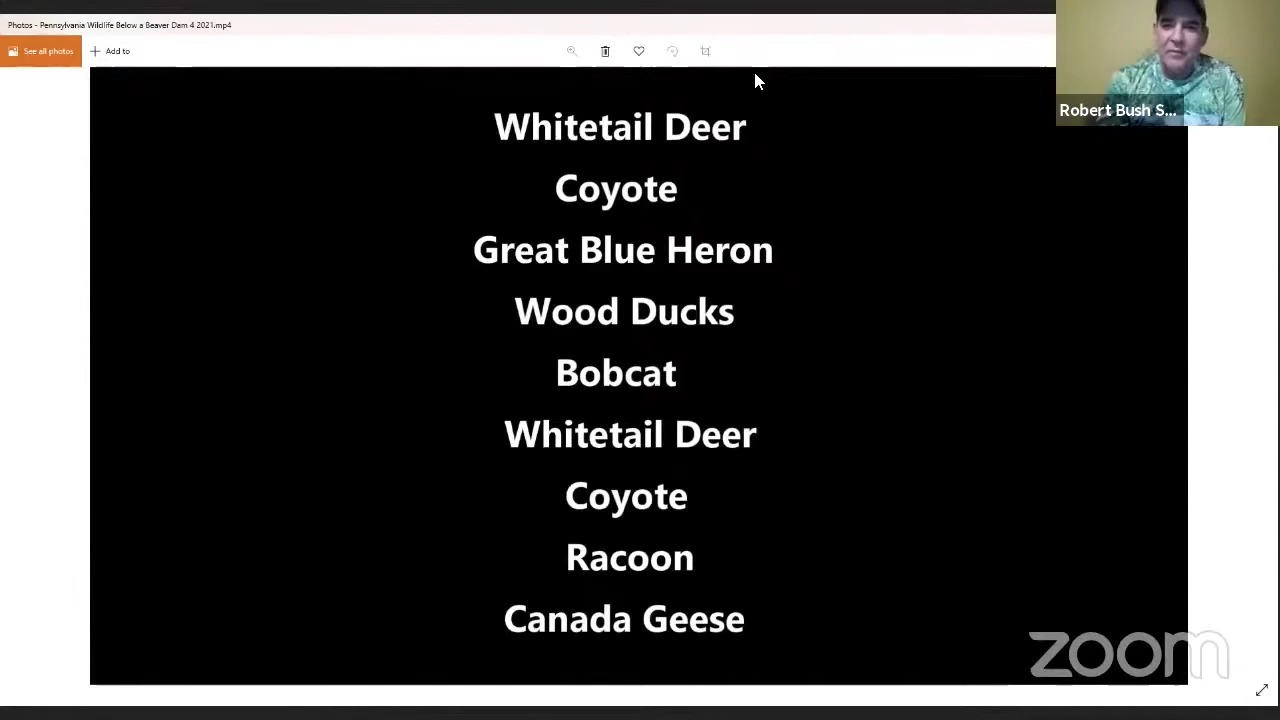 Photos - Pennsylvania Wildlife Below a Beaver Dam 4 2021.mp4
See all photos
Add to
Robert Bush S...
Whitetail Deer
Coyote
Great Blue Heron
Wood Ducks
Bobcat
Whitetail Deer
Coyote
Racoon
Canada Geese
zoom